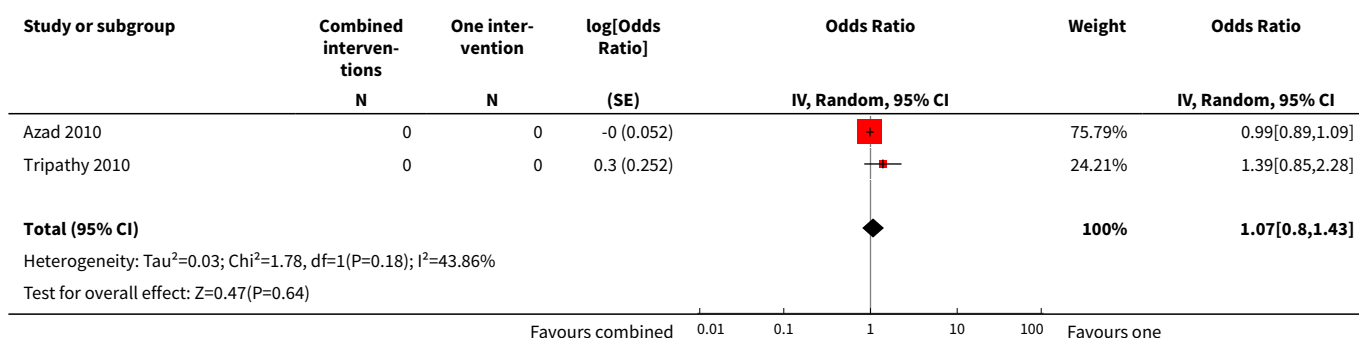 Study or subgroup Combined interven- tions One inter- vention log[Odds Ratio] Odds Ratio Weight Odds Ratio
N N (SE) IV, Random, 95% CI IV, Random, 95% CI
Azad 2010 0 0 -0 (0.052) 75.79% 0.99[0.89,1.09]
Tripathy 2010 0 0 0.3 (0.252) 24.21% 1.39[0.85,2.28]
Total (95% CI) 100% 1.07[0.8,1.43]
Heterogeneity: Tau²=0.03; Chi²=1.78, df=1(P=0.18); I²=43.86%
Test for overall effect: Z=0.47(P=0.64)
Favours combined 0.01 0.1 1 10 100 Favours one